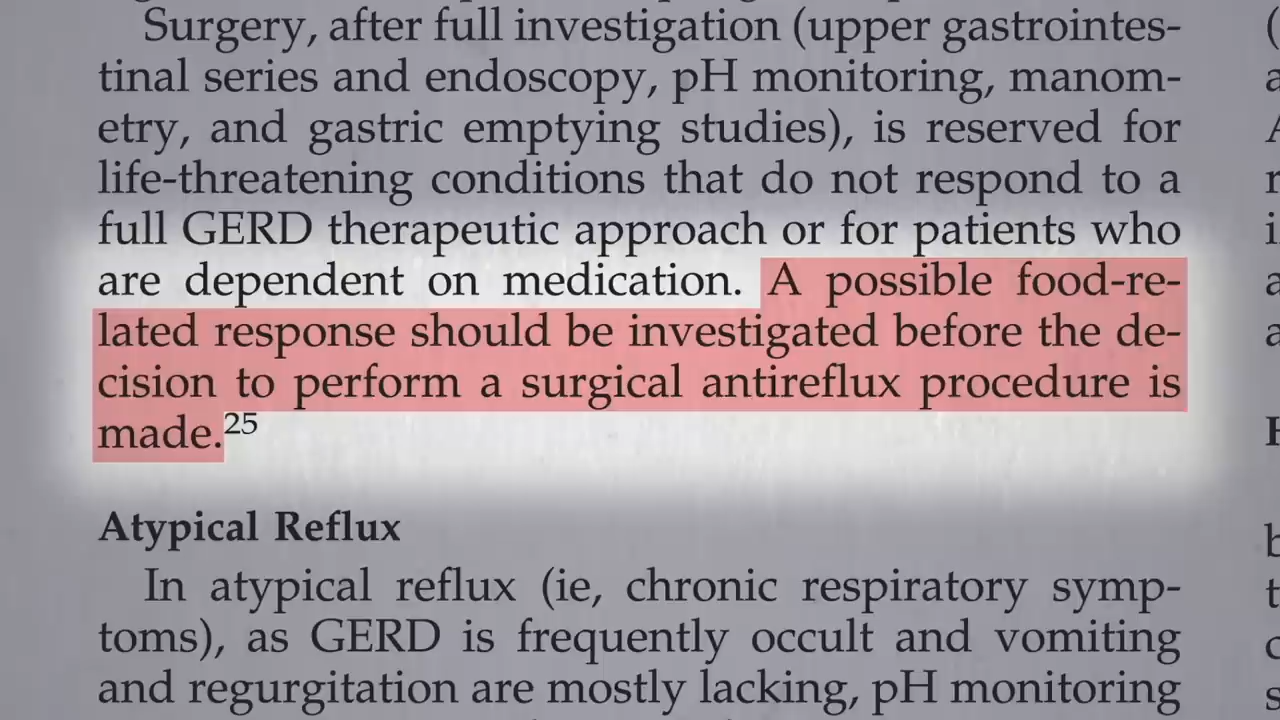 Surgery, after full investigation (upper gastrointes-
tinal series and endoscopy, pH monitoring, manom-
etry, and gastric emptying studies), is reserved for
life-threatening conditions that do not respond to a
full GERD therapeutic approach or for patients who
are dependent on medication. A possible food-re-
lated response should be investigated before the de-
cision to perform a surgical antireflux procedure is
made.25
Atypical Reflux
In atypical reflux (ie, chronic respiratory symp-
toms), as GERD is frequently occult and vomiting
and regurgitation are mostly lacking, pH monitoring